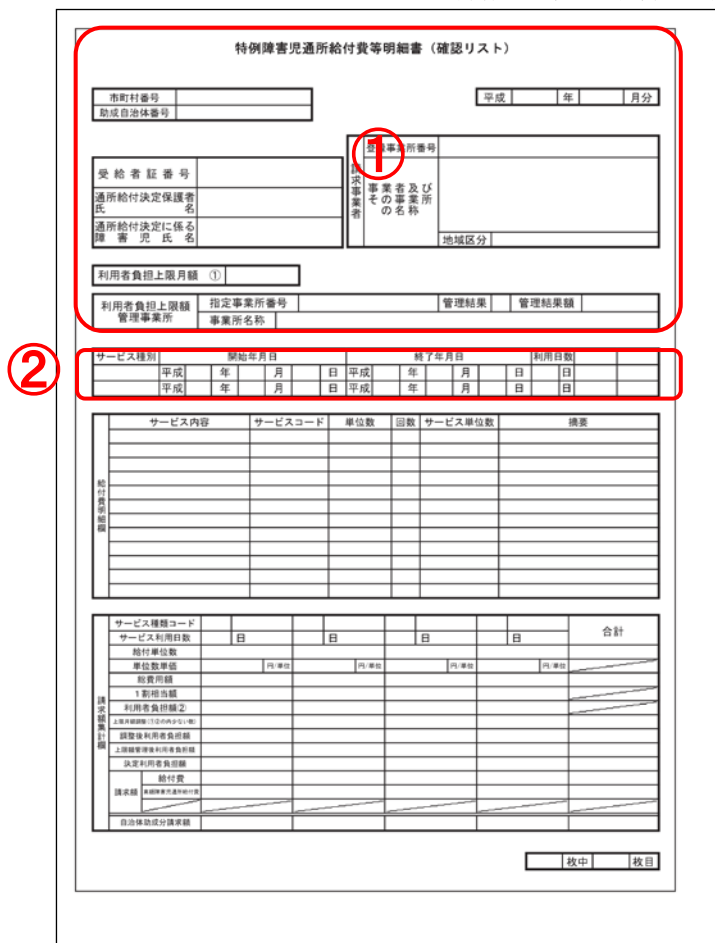 特例障害児通所給付費等明細書（確認リスト）
市町村番号
助成自治体番号
平成 年 月分
①
受給者証番号
通所給付決定保護者
氏名
通所給付決定に係る
障害児氏名
請求事業者
事業所番号
事業者及び
その事業所
の名称
地域区分
利用者負担上限月額 ①
利用者負担上限額
管理事業所
指定事業所番号 管理結果 管理結果額
事業所名称
②
サービス種別 開始年月日 終了年月日 利用日数
平成 年 月 日 平成 年 月 日 日
平成 年 月 日 平成 年 月 日 日
給付費明細欄
サービス内容 サービスコード 単位数 回数 サービス単位数 摘要
請求額集計欄
サービス種類コード
サービス利用日数 日 日 日 日 合計
給付単位数
単位数単価 円/単位 円/単位 円/単位 円/単位
総費用額
1割相当額
利用者負担額②
上限月額調整(①②の内少ない数)
調整後利用者負担額
上限額管理後利用者負担額
決定利用者負担額
請求額
給付費
自治体助成分請求額
枚中 枚目